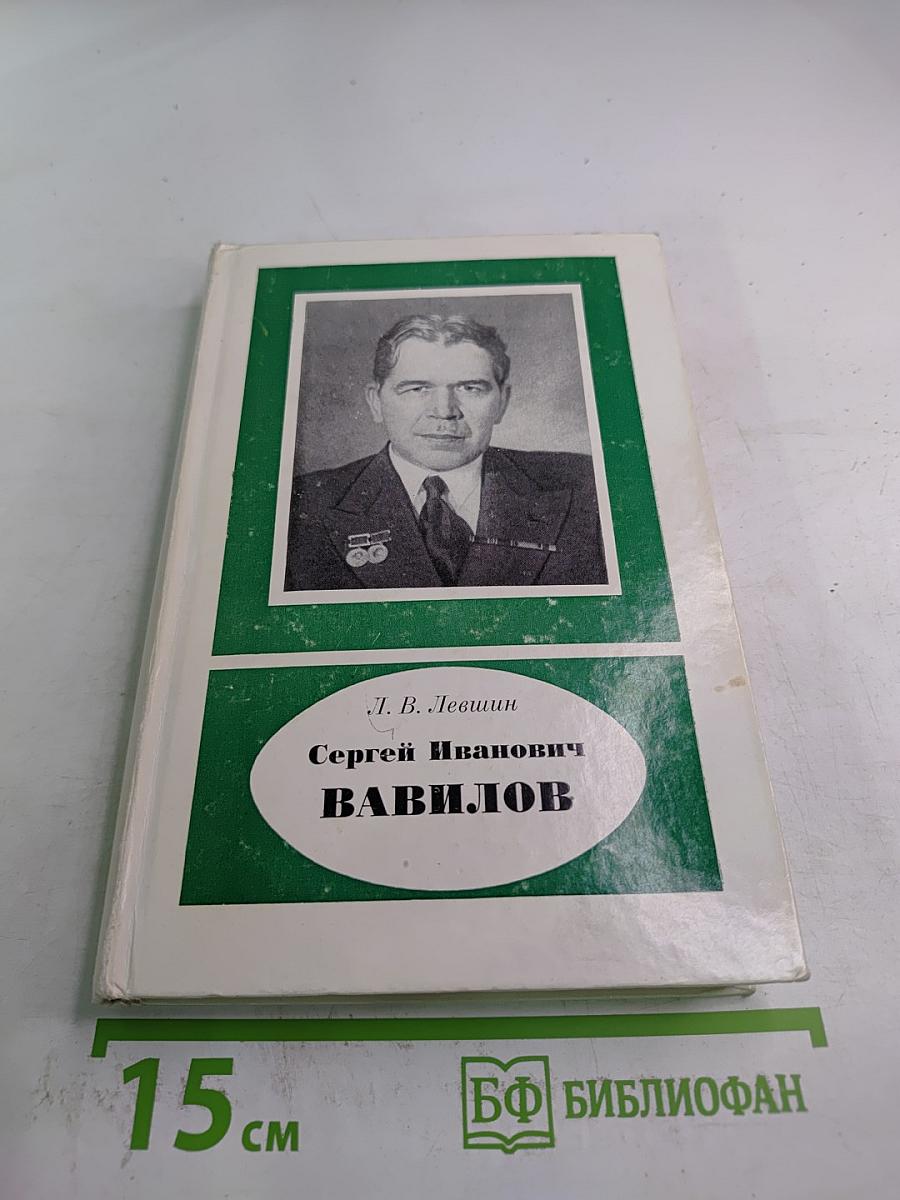 Л. В. Левшин
Сергей Иванович
ВАВИЛОВ
15 см
БФ БИБЛИОФАН